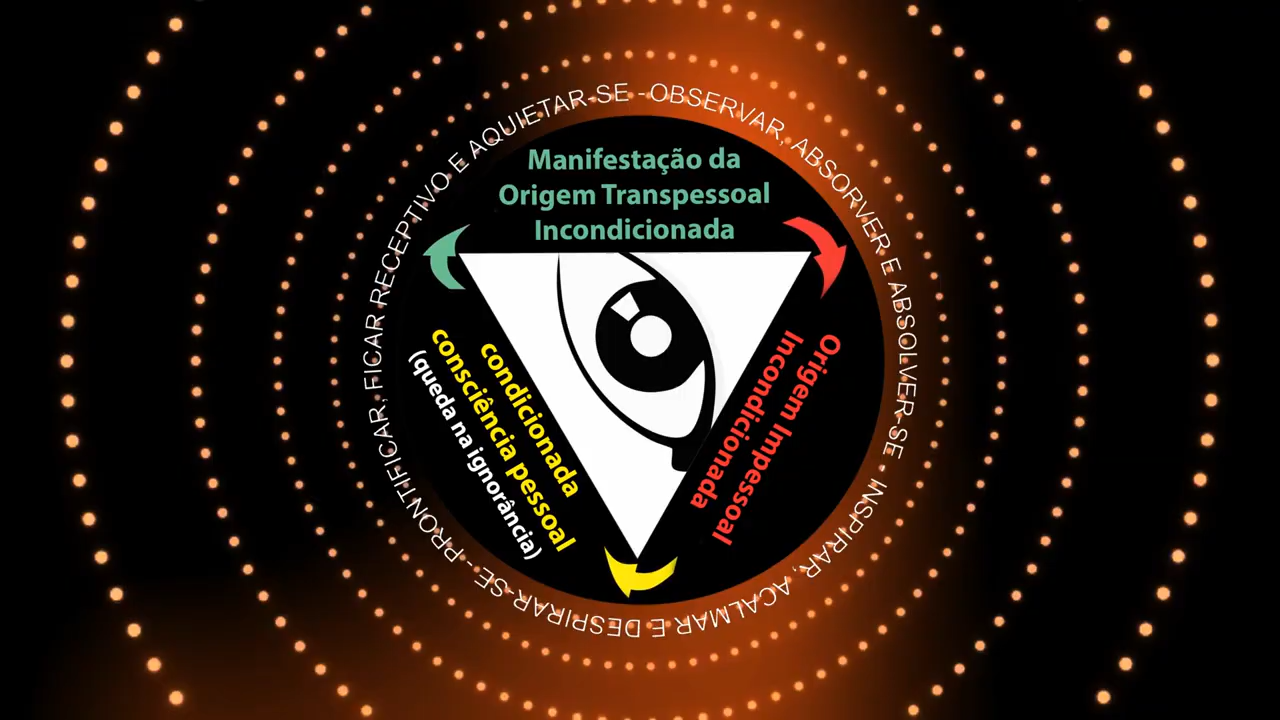 Manifestação da
Origem Transpessoal
Incondicionada
Origem Impessoal
Incondicionada
condicionada
consciência pessoal
(queda na ignorância)
PRONTIFICAR, FICAR RECEPTIVO E AQUIETAR-SE - OBSERVAR, ABSORVER E ABSOLVER-SE - INSPIRAR, ACALMAR E DESPIRAR-SE -